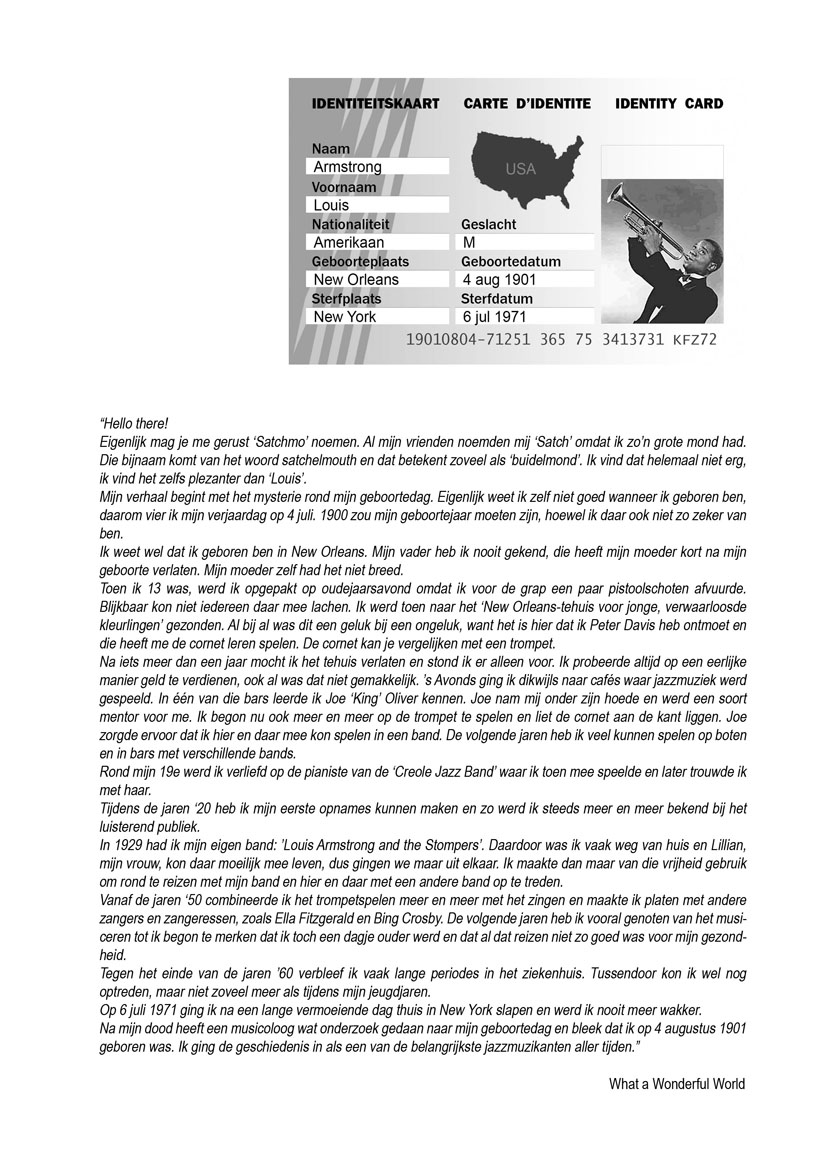 IDENTITEITSKAART CARTE D'IDENTITE IDENTITY CARD
Naam
Armstrong
USA
Voornaam
Louis
Nationaliteit Geslacht
Amerikaan M
Geboorteplaats Geboortedatum
New Orleans 4 aug 1901
Sterfplaats Sterfdatum
New York 6 jul 1971
19010804-71251 365 75 3413731 KFZ72
“Hello there!
Eigenlijk mag je me gerust ‘Satchmo’ noemen. Al mijn vrienden noemden mij ‘Satch’ omdat ik zo’n grote mond had.
Die bijnaam komt van het woord satchelmouth en dat betekent zoveel als ‘buidelmond’. Ik vind dat helemaal niet erg,
ik vind het zelfs plezanter dan ‘Louis’.
Mijn verhaal begint met het mysterie rond mijn geboortedag. Eigenlijk weet ik zelf niet goed wanneer ik geboren ben,
daarom vier ik mijn verjaardag op 4 juli. 1900 zou mijn geboortejaar moeten zijn, hoewel ik daar ook niet zo zeker van
ben.
Ik weet wel dat ik geboren ben in New Orleans. Mijn vader heb ik nooit gekend, die heeft mijn moeder kort na mijn
geboorte verlaten. Mijn moeder zelf had het niet breed.
Toen ik 13 was, werd ik opgepakt op oudejaarsavond omdat ik voor de grap een paar pistoolschoten afvuurde.
Blijkbaar kon niet iedereen daar mee lachen. Ik werd toen naar het ‘New Orleans-tehuis voor jonge, verwaarloosde
kleurlingen’ gezonden. Al bij al was dit een geluk bij een ongeluk, want het is hier dat ik Peter Davis heb ontmoet en
die heeft me de cornet leren spelen. De cornet kan je vergelijken met een trompet.
Na iets meer dan een jaar mocht ik het tehuis verlaten en stond ik er alleen voor. Ik probeerde altijd op een eerlijke
manier geld te verdienen, ook al was dat niet gemakkelijk. ’s Avonds ging ik dikwijls naar cafés waar jazzmuziek werd
gespeeld. In één van die bars leerde ik Joe ‘King’ Oliver kennen. Joe nam mij onder zijn hoede en werd een soort
mentor voor me. Ik begon nu ook meer en meer op de trompet te spelen en liet de cornet aan de kant liggen. Joe
zorgde ervoor dat ik hier en daar mee kon spelen in een band. De volgende jaren heb ik veel kunnen spelen op boten
en in bars met verschillende bands.
Rond mijn 19e werd ik verliefd op de pianiste van de ‘Creole Jazz Band’ waar ik toen mee speelde en later trouwde ik
met haar.
Tijdens de jaren ‘20 heb ik mijn eerste opnames kunnen maken en zo werd ik steeds meer en meer bekend bij het
luisterend publiek.
In 1929 had ik mijn eigen band: ’Louis Armstrong and the Stompers’. Daardoor was ik vaak weg van huis en Lillian,
mijn vrouw, kon daar moeilijk mee leven, dus gingen we maar uit elkaar. Ik maakte dan maar van die vrijheid gebruik
om rond te reizen met mijn band en hier en daar met een andere band op te treden.
Vanaf de jaren ‘50 combineerde ik het trompetspelen meer en meer met het zingen en maakte ik platen met andere
zangers en zangeressen, zoals Ella Fitzgerald en Bing Crosby. De volgende jaren heb ik vooral genoten van het musi-
ceren tot ik begon te merken dat ik toch een dagje ouder werd en dat al dat reizen niet zo goed was voor mijn gezond-
heid.
Tegen het einde van de jaren ’60 verbleef ik vaak lange periodes in het ziekenhuis. Tussendoor kon ik wel nog
optreden, maar niet zoveel meer als tijdens mijn jeugdjaren.
Op 6 juli 1971 ging ik na een lange vermoeiende dag thuis in New York slapen en werd ik nooit meer wakker.
Na mijn dood heeft een musicoloog wat onderzoek gedaan naar mijn geboortedag en bleek dat ik op 4 augustus 1901
geboren was. Ik ging de geschiedenis in als een van de belangrijkste jazzmuzikanten aller tijden.”
What a Wonderful World